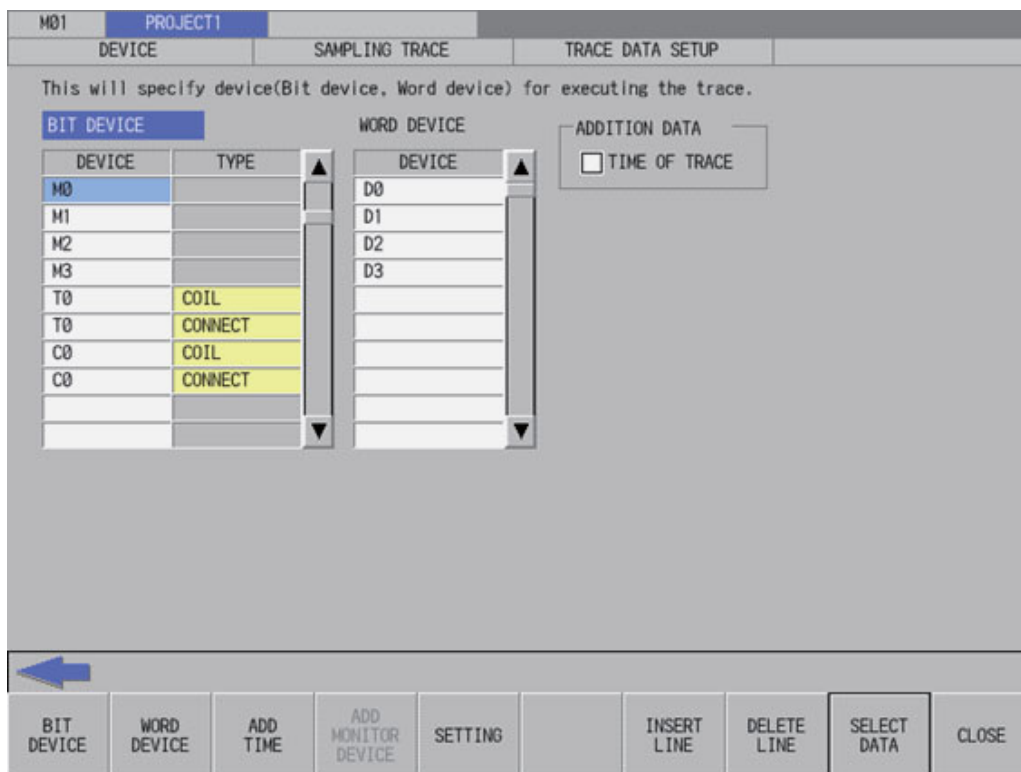 M01 PROJECT1
DEVICE SAMPLING TRACE TRACE DATA SETUP
This will specify device(Bit device, Word device) for executing the trace.
BIT DEVICE
DEVICE TYPE
M0
M1
M2
M3
T0 COIL
T0 CONNECT
C0 COIL
C0 CONNECT
WORD DEVICE
DEVICE
D0
D1
D2
D3
ADDITION DATA
TIME OF TRACE
BIT
DEVICE
WORD
DEVICE
ADD
TIME
ADD
MONITOR
DEVICE
SETTING
INSERT
LINE
DELETE
LINE
SELECT
DATA
CLOSE